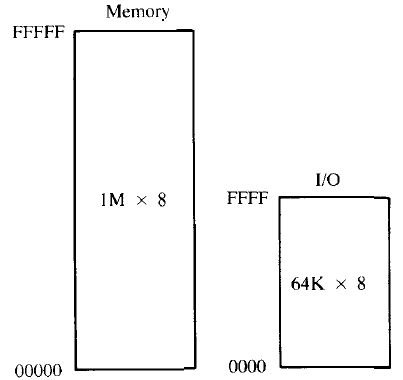 Memory
FFFFF
1M × 8
00000
I/O
FFFF
64K × 8
0000